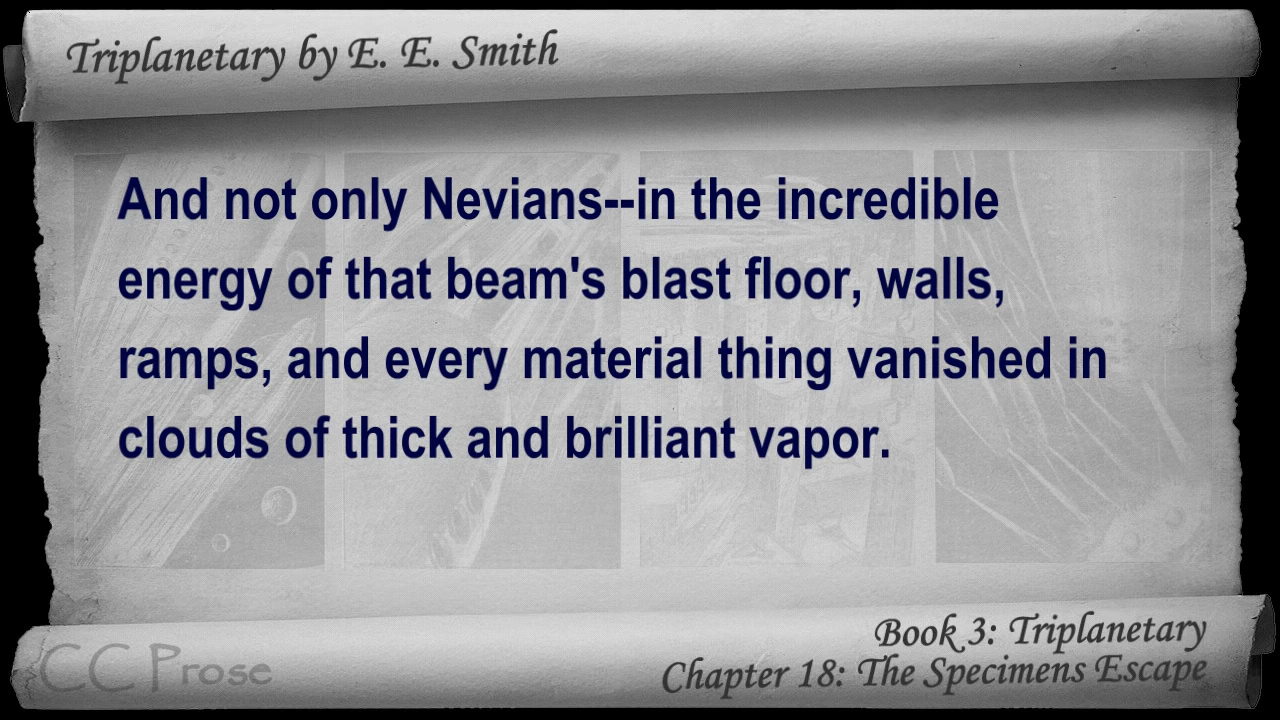 Triplanetary by E. E. Smith
And not only Nevians--in the incredible
energy of that beam's blast floor, walls,
ramps, and every material thing vanished in
clouds of thick and brilliant vapor.
Book 3: Triplanetary
Chapter 18: The Specimens Escape
CC Prose